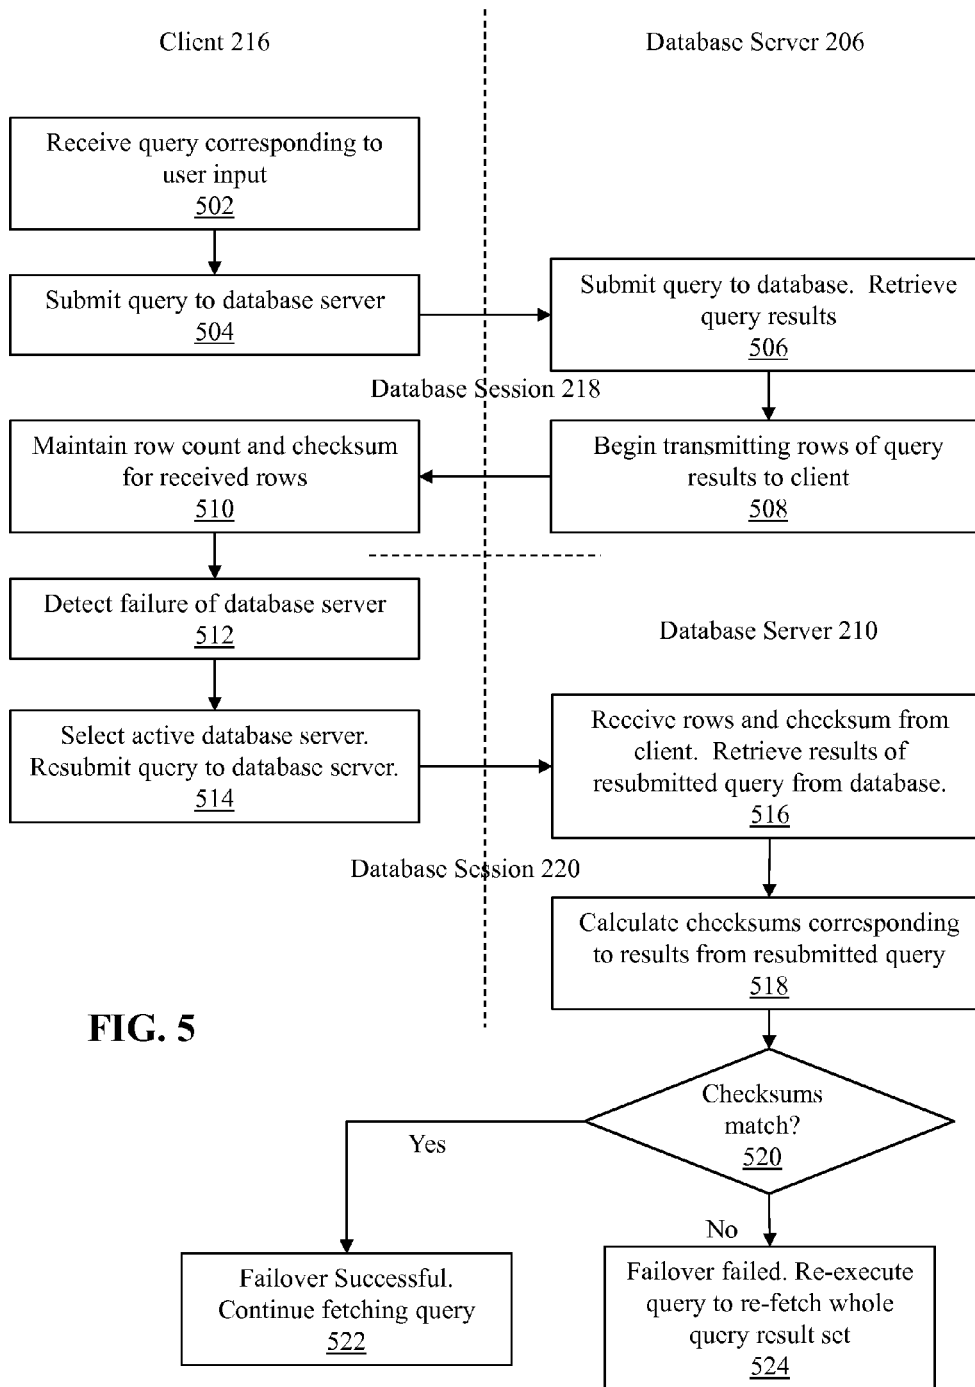 Client 216
Database Server 206
Receive query corresponding to
user input
502
Submit query to database server
504
Submit query to database. Retrieve
query results
506
Database Session 218
Maintain row count and checksum
for received rows
510
Begin transmitting rows of query
results to client
508
Detect failure of database server
512
Database Server 210
Select active database server.
Resubmit query to database server.
514
Receive rows and checksum from
client. Retrieve results of
resubmitted query from database.
516
Database Session 220
Calculate checksums corresponding
to results from resubmitted query
518
FIG. 5
Checksums
match?
520
Yes
No
Failover Successful.
Continue fetching query
522
Failover failed. Re-execute
query to re-fetch whole
query result set
524